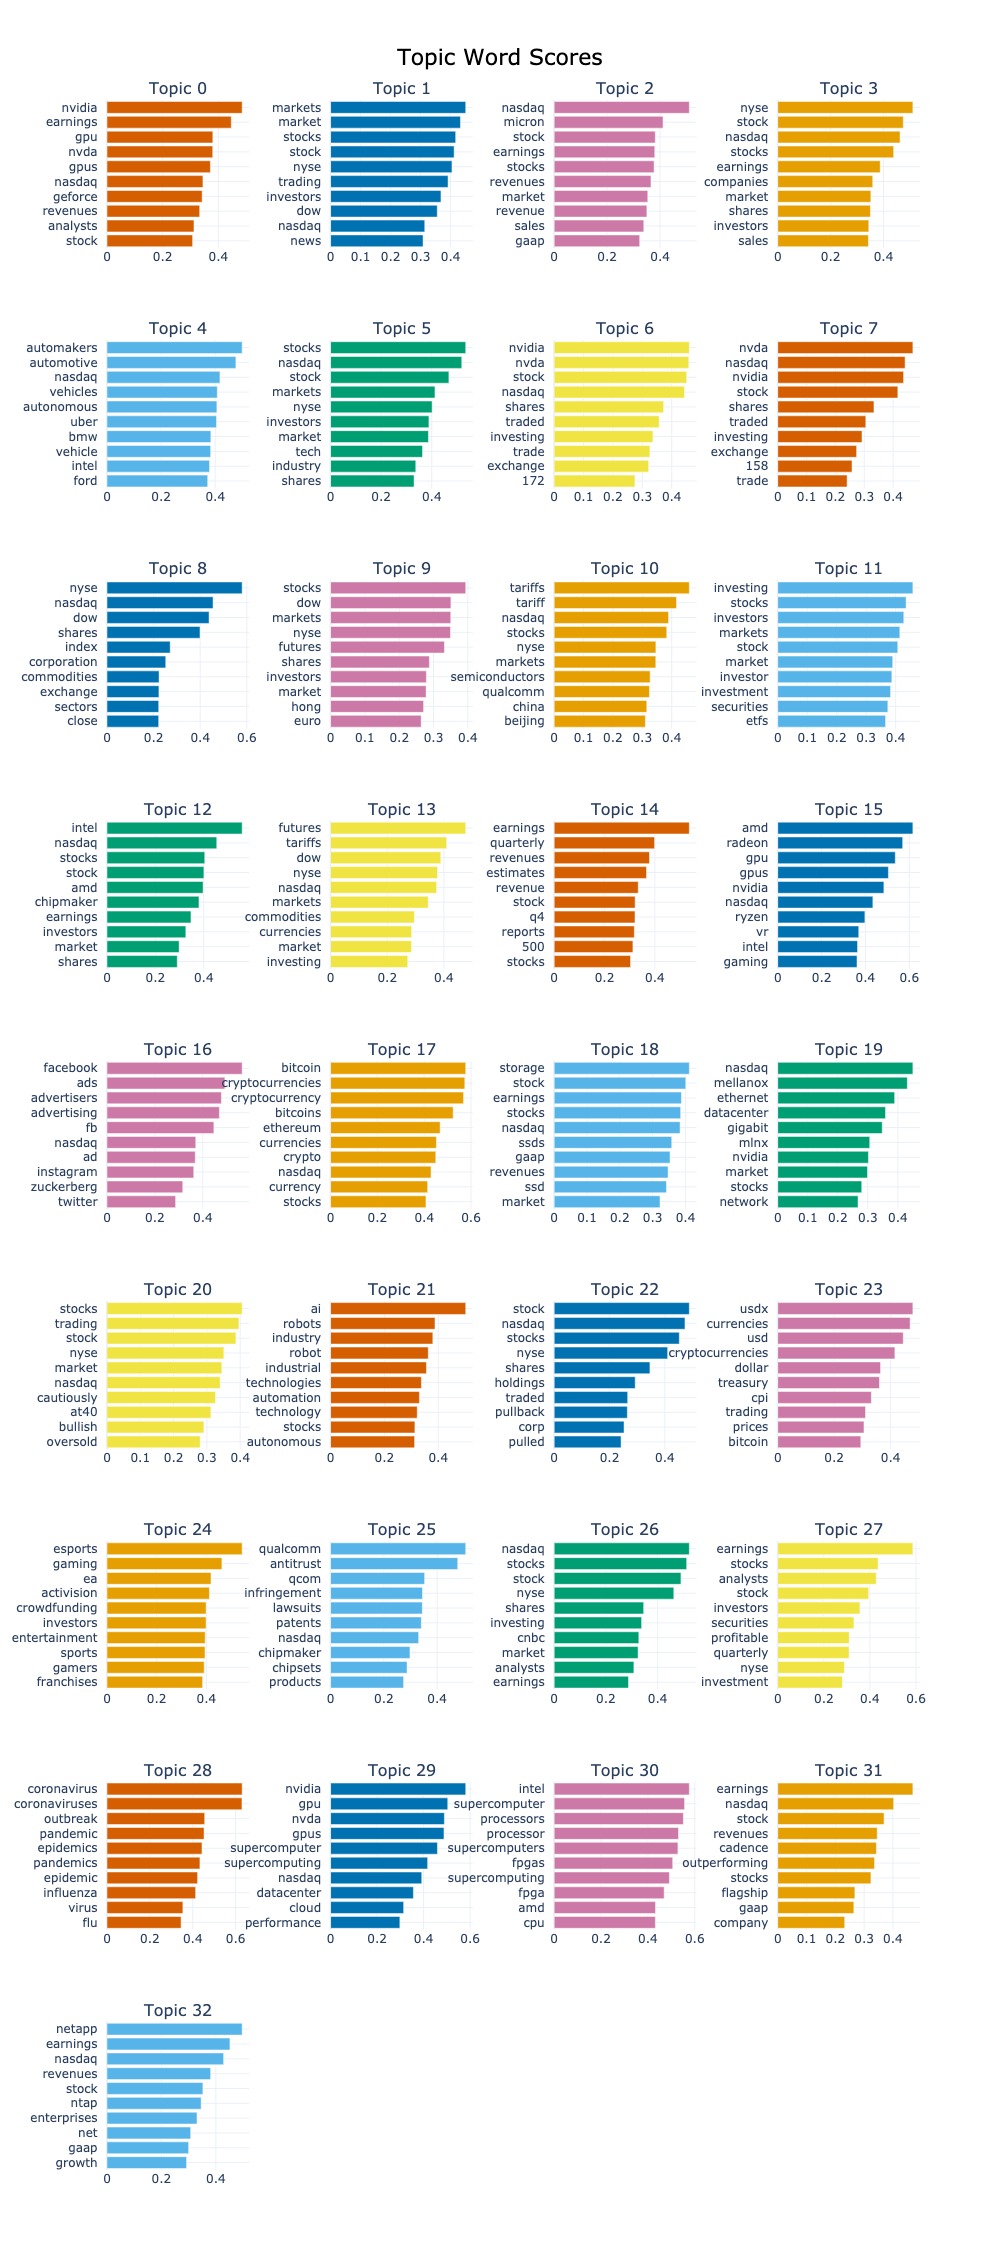 Topic Word Scores
Topic 0
nvidia
earnings
gpu
nvda
gpus
nasdaq
geforce
revenues
analysts
stock
0 0.2 0.4
Topic 1
markets
market
stocks
stock
nyse
trading
investors
dow
nasdaq
news
0 0.1 0.2 0.3 0.4
Topic 2
nasdaq
micron
stock
earnings
stocks
revenues
market
revenue
sales
gaap
0 0.2 0.4
Topic 3
nyse
stock
nasdaq
stocks
earnings
companies
market
shares
investors
sales
0 0.2 0.4
Topic 4
automakers
automotive
nasdaq
vehicles
autonomous
uber
bmw
vehicle
intel
ford
0 0.2 0.4
Topic 5
stocks
nasdaq
stock
markets
nyse
investors
market
tech
industry
shares
0 0.2 0.4
Topic 6
nvidia
nvda
stock
nasdaq
shares
traded
investing
trade
exchange
172
0 0.1 0.2 0.3 0.4
Topic 7
nvda
nasdaq
nvidia
stock
shares
traded
investing
exchange
158
trade
0 0.1 0.2 0.3 0.4
Topic 8
nyse
nasdaq
dow
shares
index
corporation
commodities
exchange
sectors
close
0 0.2 0.4 0.6
Topic 9
stocks
dow
markets
nyse
futures
shares
investors
market
hong
euro
0 0.1 0.2 0.3 0.4
Topic 10
tariffs
tariff
nasdaq
stocks
nyse
markets
semiconductors
qualcomm
china
beijing
0 0.1 0.2 0.3 0.4
Topic 11
investing
stocks
investors
markets
stock
market
investor
investment
securities
etfs
0 0.1 0.2 0.3 0.4
Topic 12
intel
nasdaq
stocks
stock
amd
chipmaker
earnings
investors
market
shares
0 0.2 0.4
Topic 13
futures
tariffs
dow
nyse
nasdaq
markets
commodities
currencies
market
investing
0 0.2 0.4
Topic 14
earnings
quarterly
revenues
estimates
revenue
stock
q4
reports
500
stocks
0 0.2 0.4
Topic 15
amd
radeon
gpu
gpus
nvidia
nasdaq
ryzen
vr
intel
gaming
0 0.2 0.4 0.6
Topic 16
facebook
ads
advertisers
advertising
fb
nasdaq
ad
instagram
zuckerberg
twitter
0 0.2 0.4
Topic 17
bitcoin
cryptocurrencies
cryptocurrency
bitcoins
ethereum
currencies
crypto
nasdaq
currency
stocks
0 0.2 0.4 0.6
Topic 18
storage
stock
earnings
stocks
nasdaq
ssds
gaap
revenues
ssd
market
0 0.1 0.2 0.3 0.4
Topic 19
nasdaq
mellanox
ethernet
datacenter
gigabit
mlnx
nvidia
market
stocks
network
0 0.1 0.2 0.3 0.4
Topic 20
stocks
trading
stock
nyse
market
nasdaq
cautiously
at40
bullish
oversold
0 0.1 0.2 0.3 0.4
Topic 21
ai
robots
industry
robot
industrial
technologies
automation
technology
stocks
autonomous
0 0.2 0.4
Topic 22
stock
nasdaq
stocks
nyse
shares
holdings
traded
pullback
corp
pulled
0 0.2 0.4
Topic 23
usdx
currencies
usd
cryptocurrencies
dollar
treasury
cpi
trading
prices
bitcoin
0 0.2 0.4
Topic 24
esports
gaming
ea
activision
crowdfunding
investors
entertainment
sports
gamers
franchises
0 0.2 0.4
Topic 25
qualcomm
antitrust
qcom
infringement
lawsuits
patents
nasdaq
chipmaker
chipsets
products
0 0.2 0.4
Topic 26
nasdaq
stocks
stock
nyse
shares
investing
cnbc
market
analysts
earnings
0 0.2 0.4
Topic 27
earnings
stocks
analysts
stock
investors
securities
profitable
quarterly
nyse
investment
0 0.2 0.4 0.6
Topic 28
coronavirus
coronaviruses
outbreak
pandemic
epidemics
pandemics
epidemic
influenza
virus
flu
0 0.2 0.4 0.6
Topic 29
nvidia
gpu
nvda
gpus
supercomputer
supercomputing
nasdaq
datacenter
cloud
performance
0 0.2 0.4 0.6
Topic 30
intel
supercomputer
processors
processor
supercomputers
fpgas
supercomputing
fpga
amd
cpu
0 0.2 0.4 0.6
Topic 31
earnings
nasdaq
stock
revenues
cadence
outperforming
stocks
flagship
gaap
company
0 0.1 0.2 0.3 0.4
Topic 32
netapp
earnings
nasdaq
revenues
stock
ntap
enterprises
net
gaap
growth
0 0.2 0.4